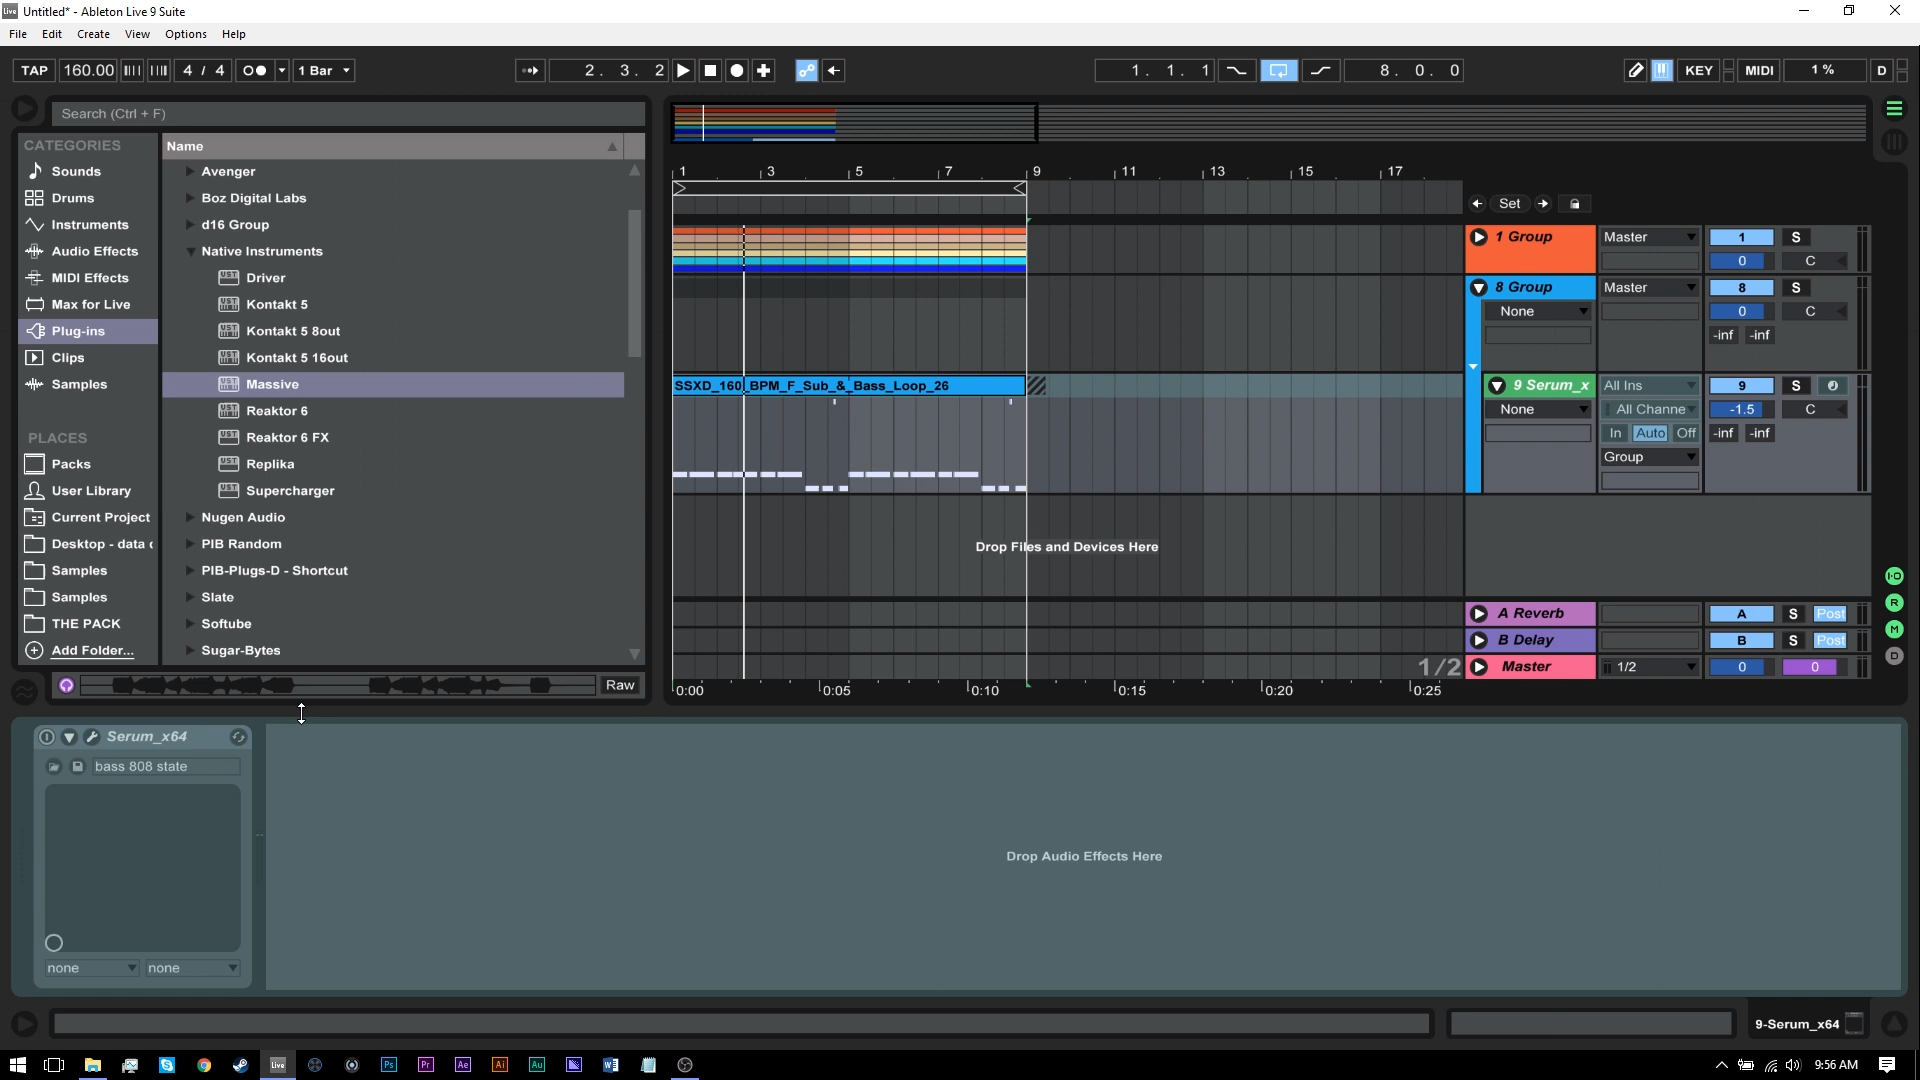 Live Untitled* - Ableton Live 9 Suite
File Edit Create View Options Help
TAP 160.00 4 / 4 1 Bar 2. 3. 2 1. 1. 1 8. 0. 0 KEY MIDI 1 % D
Search (Ctrl + F)
CATEGORIES
Sounds
Drums
Instruments
Audio Effects
MIDI Effects
Max for Live
Plug-ins
Clips
Samples
PLACES
Packs
User Library
Current Project
Desktop - data
Samples
Samples
THE PACK
Add Folder...
Name
Avenger
Boz Digital Labs
d16 Group
Native Instruments
Driver
Kontakt 5
Kontakt 5 8out
Kontakt 5 16out
Massive
Reaktor 6
Reaktor 6 FX
Replika
Supercharger
Nugen Audio
PIB Random
PIB-Plugs-D - Shortcut
Slate
Softube
Sugar-Bytes
Raw
1 3 5 7 9 11 13 15 17
Set
1 Group Master 1 S
0 C
8 Group Master 8 S
None 0 C
-inf -inf
SSXD_160_BPM_F_Sub_&_Bass_Loop_26
9 Serum_x All Ins 9 S
None All Channe -1.5 C
In Auto Off -inf -inf
Group
Drop Files and Devices Here
A Reverb A S Post
B Delay B S Post
1/2 Master 1/2 0 0
0:00 0:05 0:10 0:15 0:20 0:25
I·O
R
M
D
Serum_x64
bass 808 state
none none
Drop Audio Effects Here
9-Serum_x64
Live Ps Pr Ae Ai Au 9:56 AM